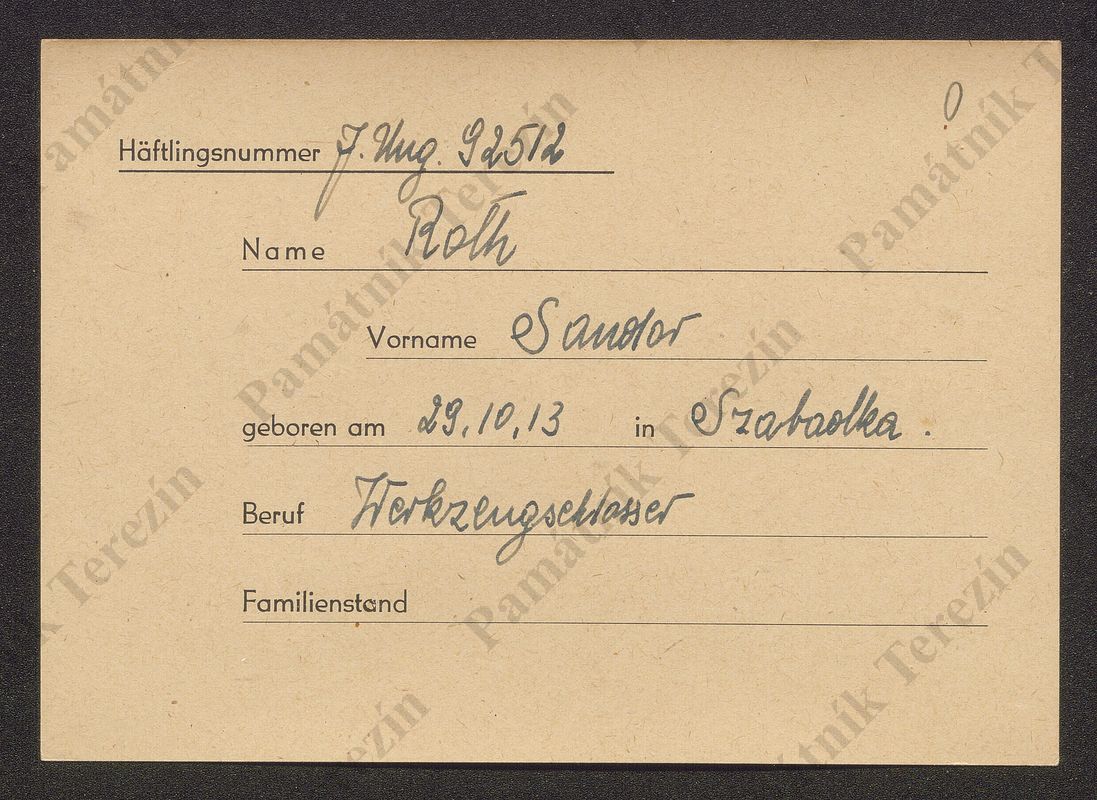 0
Häftlingsnummer J. Ung. 92512
Name Roth
Vorname Sandor
geboren am 29.10.13 in Szabadka.
Beruf Werkzeugschlosser
Familienstand
Památník Terezín